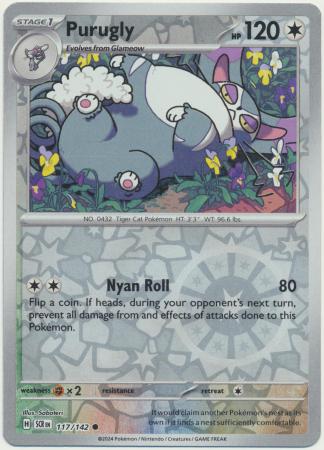 STAGE 1
Purugly
HP 120
Evolves from Glameow
NO. 0432 Tiger Cat Pokémon HT: 3'3" WT: 96.6 lbs.
Nyan Roll 80
Flip a coin. If heads, during your opponent's next turn,
prevent all damage from and effects of attacks done to this
Pokémon.
weakness ×2 resistance retreat
Illus. Saboteri
H SCR EN 117/142
It would claim another Pokémon's nest as its
own if it finds a nest sufficiently comfortable.
©2024 Pokémon / Nintendo / Creatures / GAME FREAK